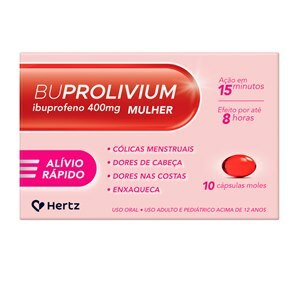 BUPROLIVIUM
ibuprofeno 400mg MULHER
Ação em
15 minutos
Efeito por até
8 horas
ALÍVIO
RÁPIDO
• CÓLICAS MENSTRUAIS
• DORES DE CABEÇA
• DORES NAS COSTAS
• ENXAQUECA
10 cápsulas moles
Hertz
USO ORAL • USO ADULTO E PEDIÁTRICO ACIMA DE 12 ANOS.